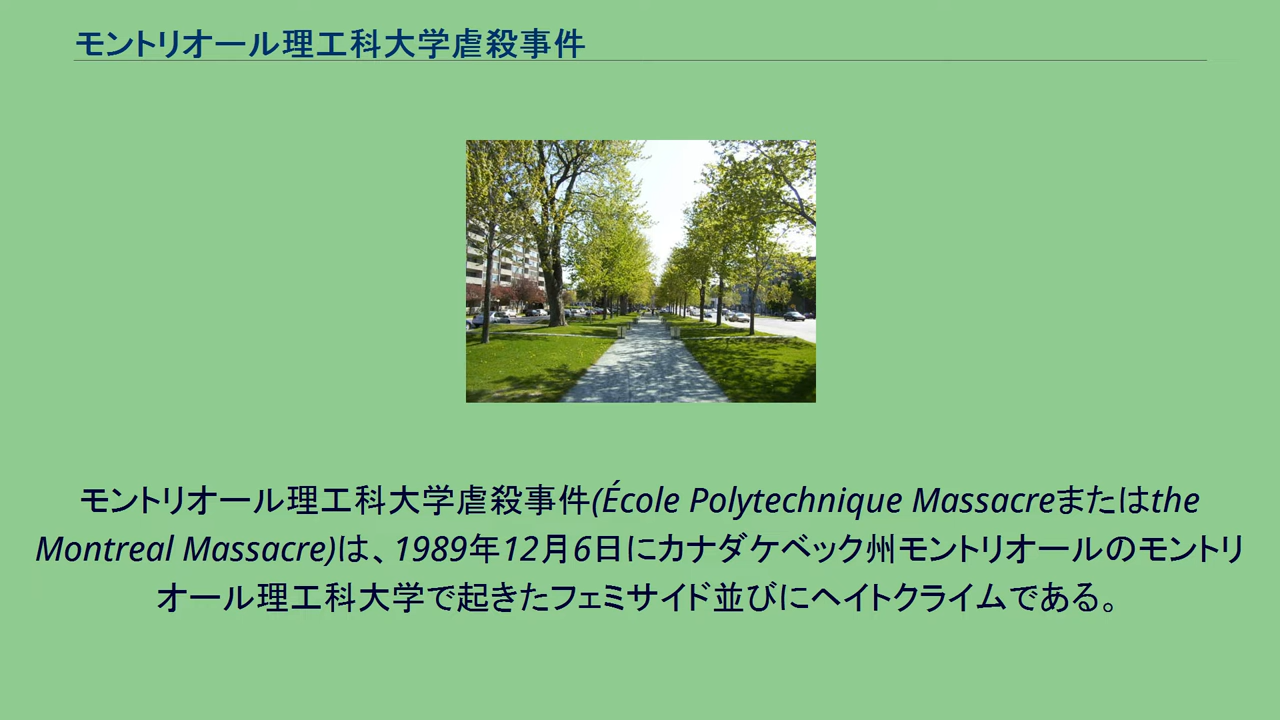 モントリオール理工科大学虐殺事件
モントリオール理工科大学虐殺事件(École Polytechnique Massacreまたはthe
Montreal Massacre)は、1989年12月6日にカナダケベック州モントリオールのモントリ
オール理工科大学で起きたフェミサイド並びにヘイトクライムである。